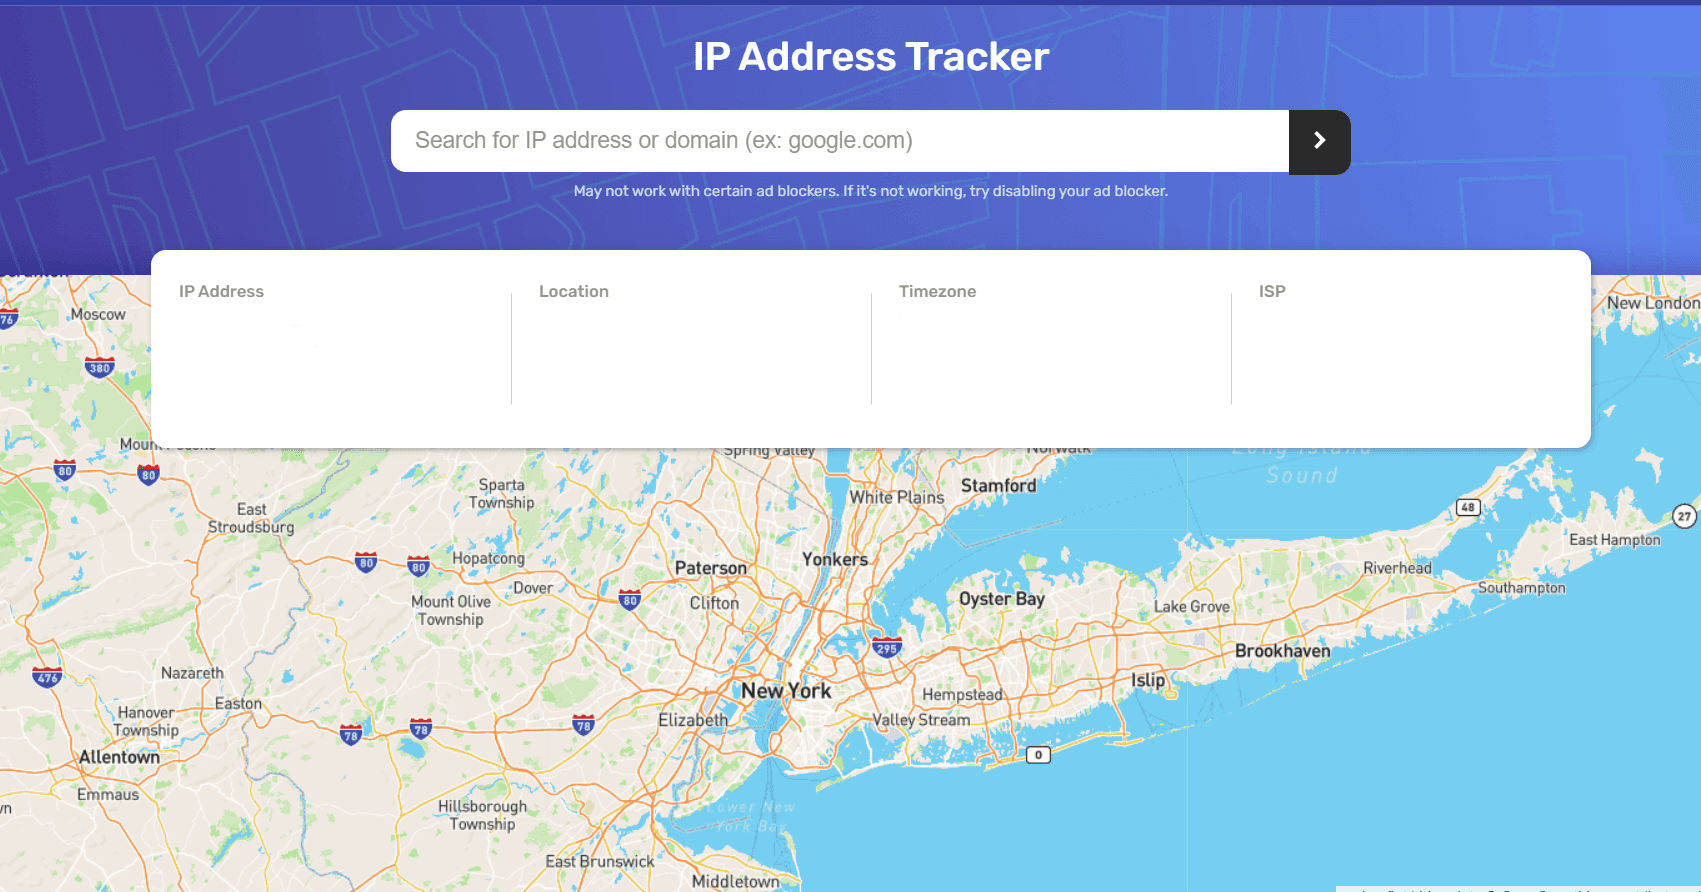 IP Address Tracker
Search for IP address or domain (ex: google.com)
May not work with certain ad blockers. If it's not working, try disabling your ad blocker.
IP Address
Location
Timezone
ISP
New London
Moscow
76
380
80
80
Spring Valley
Norwalk
Long Island
Sound
Sparta
Township
White Plains
Stamford
48
27
East
Stroudsburg
East Hampton
80
80
Hopatcong
Paterson
Yonkers
Riverhead
Dover
Southampton
Mount Olive
Township
80
Clifton
Oyster Bay
Lake Grove
295
Brookhaven
476
Nazareth
New York
Hempstead
Islip
Easton
Hanover
Township
78
78
78
Elizabeth
Valley Stream
0
Allentown
Emmaus
Hillsborough
Township
Lower New
York Bay
East Brunswick
Middletown